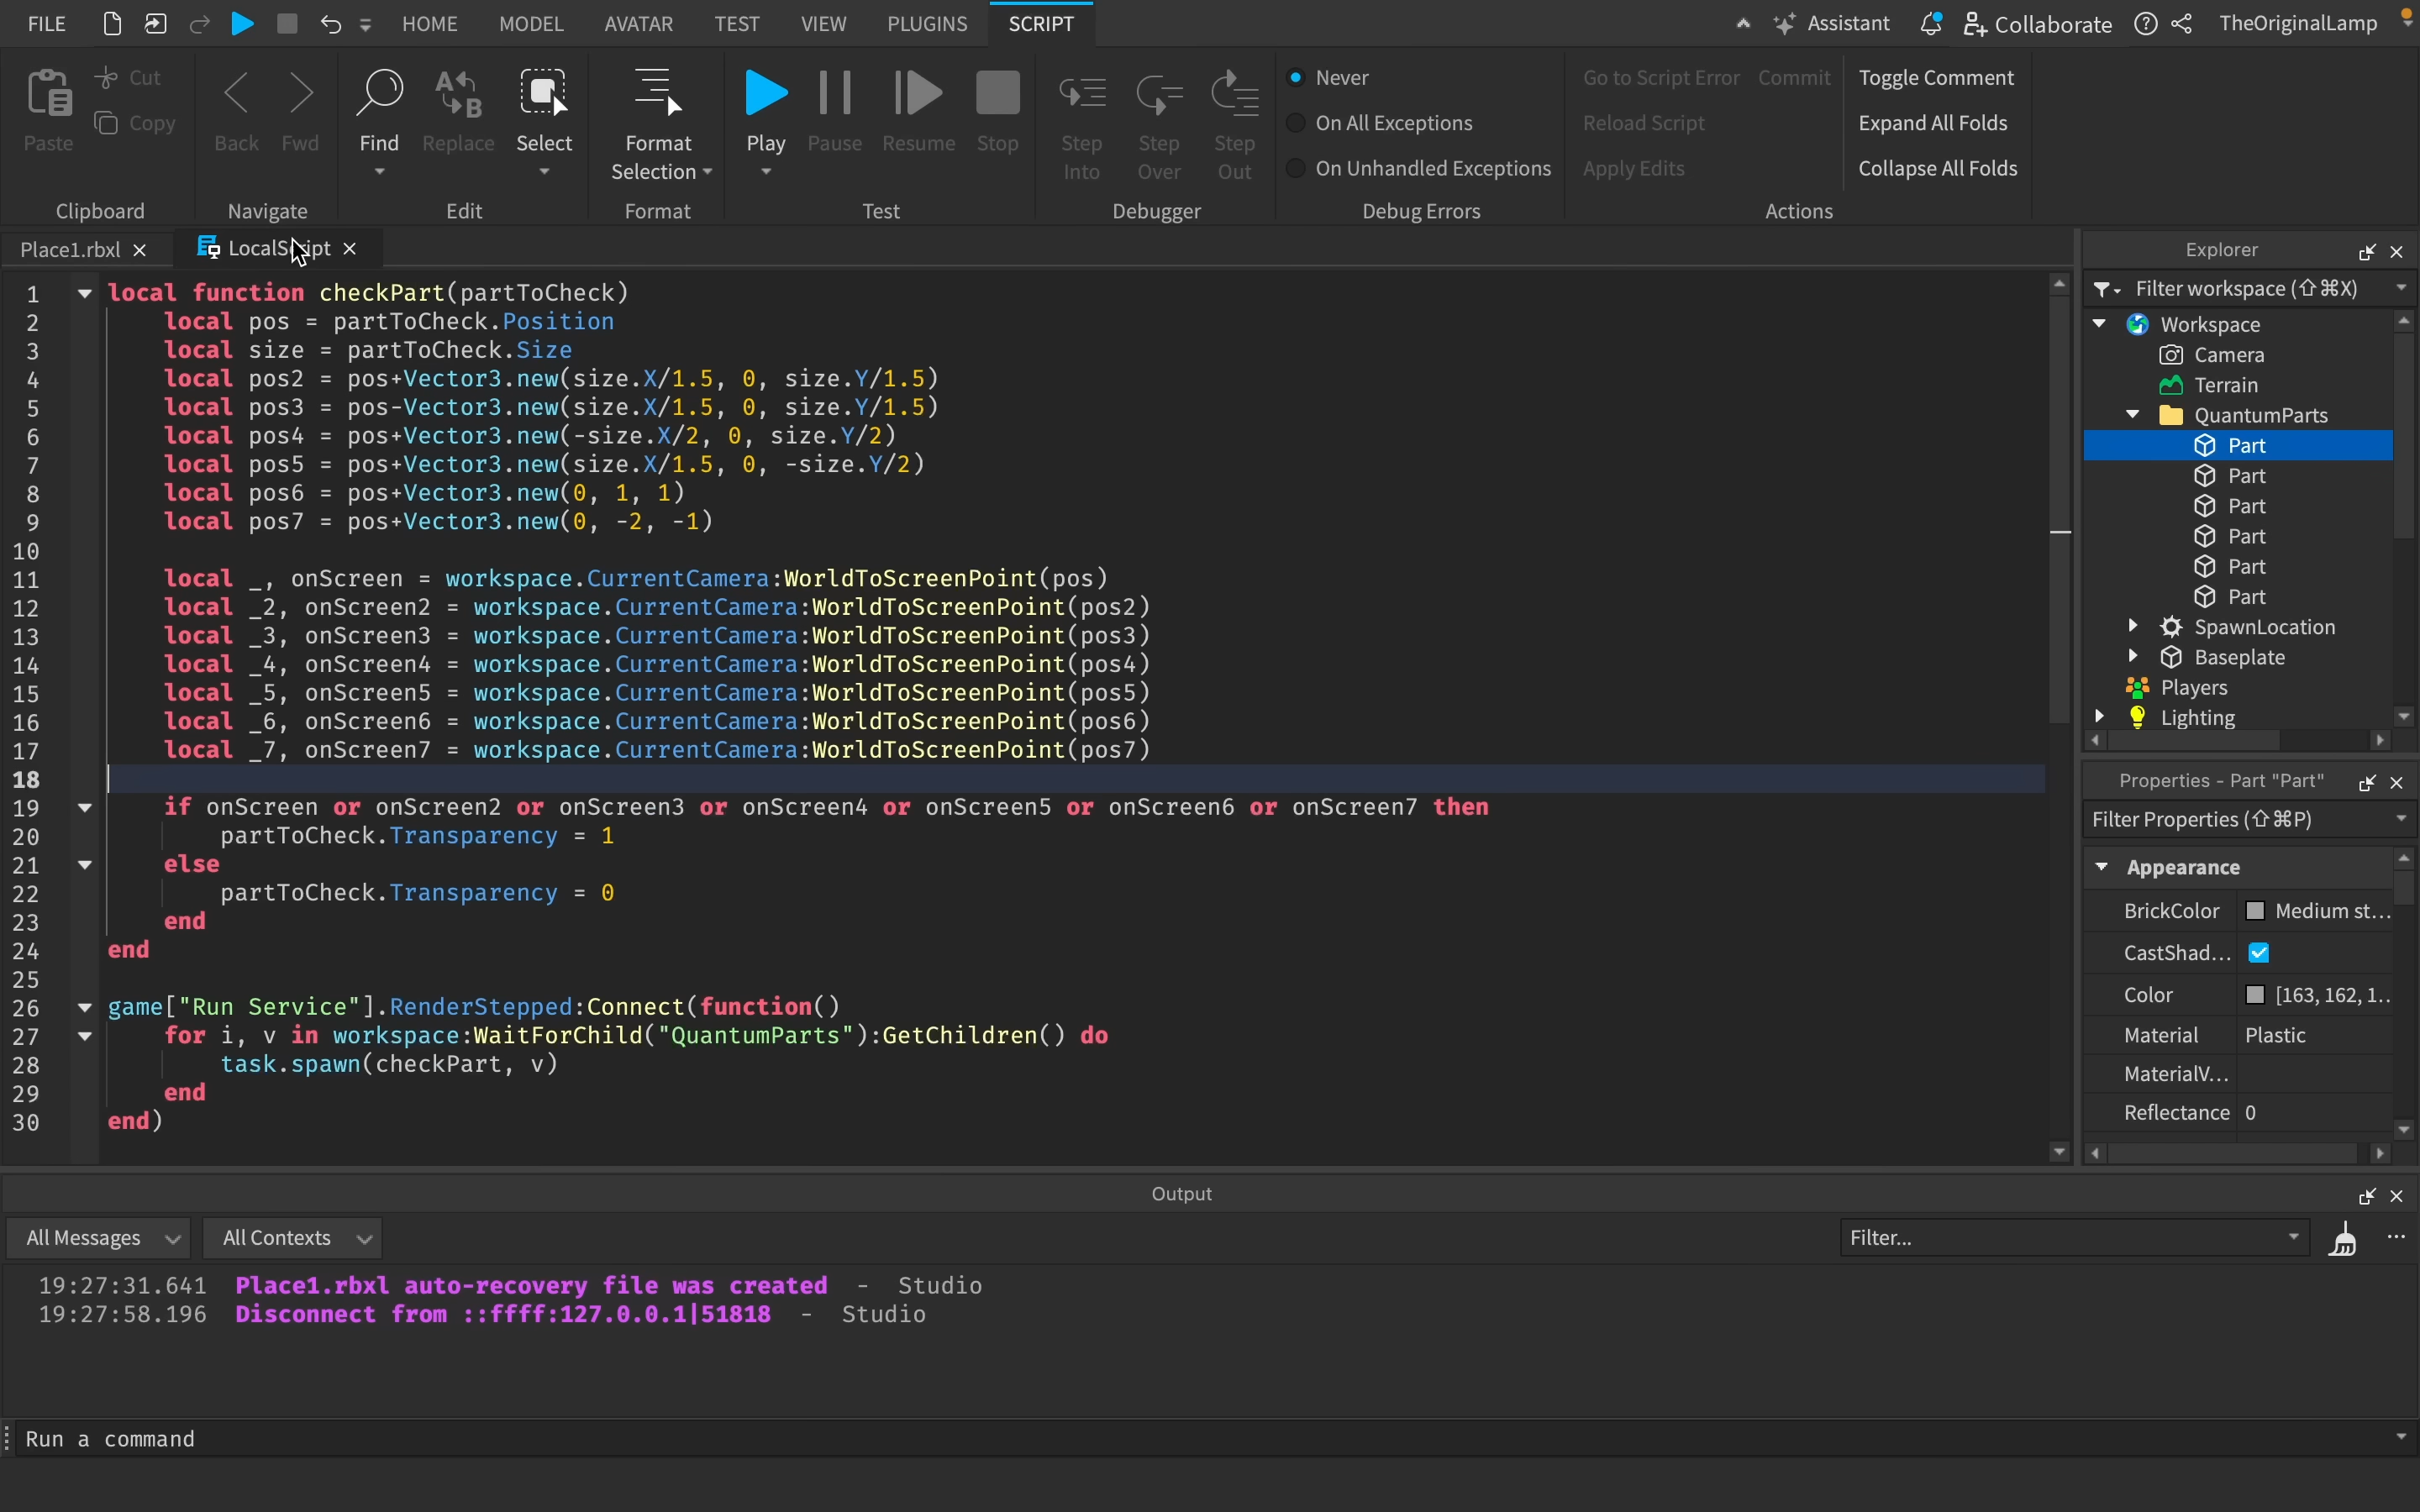 FILE HOME MODEL AVATAR TEST VIEW PLUGINS SCRIPT Assistant Collaborate TheOriginalLamp
Paste Cut Copy Back Fwd Find Replace Select Format Selection Play Pause Resume Stop Step Into Step Over Step Out
Never
On All Exceptions
On Unhandled Exceptions
Go to Script Error Commit
Reload Script
Apply Edits
Toggle Comment
Expand All Folds
Collapse All Folds
Clipboard Navigate Edit Format Test Debugger Debug Errors Actions
Place1.rbxl LocalScript
1 local function checkPart(partToCheck)
2 local pos = partToCheck.Position
3 local size = partToCheck.Size
4 local pos2 = pos+Vector3.new(size.X/1.5, 0, size.Y/1.5)
5 local pos3 = pos-Vector3.new(size.X/1.5, 0, size.Y/1.5)
6 local pos4 = pos+Vector3.new(-size.X/2, 0, size.Y/2)
7 local pos5 = pos+Vector3.new(size.X/1.5, 0, -size.Y/2)
8 local pos6 = pos+Vector3.new(0, 1, 1)
9 local pos7 = pos+Vector3.new(0, -2, -1)
10
11 local _, onScreen = workspace.CurrentCamera:WorldToScreenPoint(pos)
12 local _2, onScreen2 = workspace.CurrentCamera:WorldToScreenPoint(pos2)
13 local _3, onScreen3 = workspace.CurrentCamera:WorldToScreenPoint(pos3)
14 local _4, onScreen4 = workspace.CurrentCamera:WorldToScreenPoint(pos4)
15 local _5, onScreen5 = workspace.CurrentCamera:WorldToScreenPoint(pos5)
16 local _6, onScreen6 = workspace.CurrentCamera:WorldToScreenPoint(pos6)
17 local _7, onScreen7 = workspace.CurrentCamera:WorldToScreenPoint(pos7)
18
19 if onScreen or onScreen2 or onScreen3 or onScreen4 or onScreen5 or onScreen6 or onScreen7 then
20 partToCheck.Transparency = 1
21 else
22 partToCheck.Transparency = 0
23 end
24 end
25
26 game["Run Service"].RenderStepped:Connect(function()
27 for i, v in workspace:WaitForChild("QuantumParts"):GetChildren() do
28 task.spawn(checkPart, v)
29 end
30 end)
Explorer
Filter workspace (⇧⌘X)
Workspace
Camera
Terrain
QuantumParts
Part
Part
Part
Part
Part
Part
SpawnLocation
Baseplate
Players
Lighting
Properties - Part "Part"
Filter Properties (⇧⌘P)
Appearance
BrickColor Medium st...
CastShad...
Color [163, 162, 1...
Material Plastic
MaterialV...
Reflectance 0
Output
All Messages All Contexts Filter... ...
19:27:31.641 Place1.rbxl auto-recovery file was created - Studio
19:27:58.196 Disconnect from ::ffff:127.0.0.1|51818 - Studio
Run a command